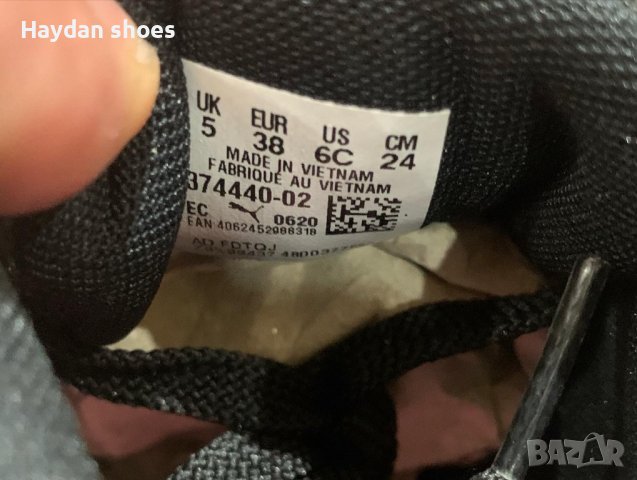 Haydan shoes
UK EUR US CM
5 38 6C 24
MADE IN VIETNAM
FABRIQUÉ AU VIETNAM
374440-02
EC 0620
EAN 4062452988318
BAZAR